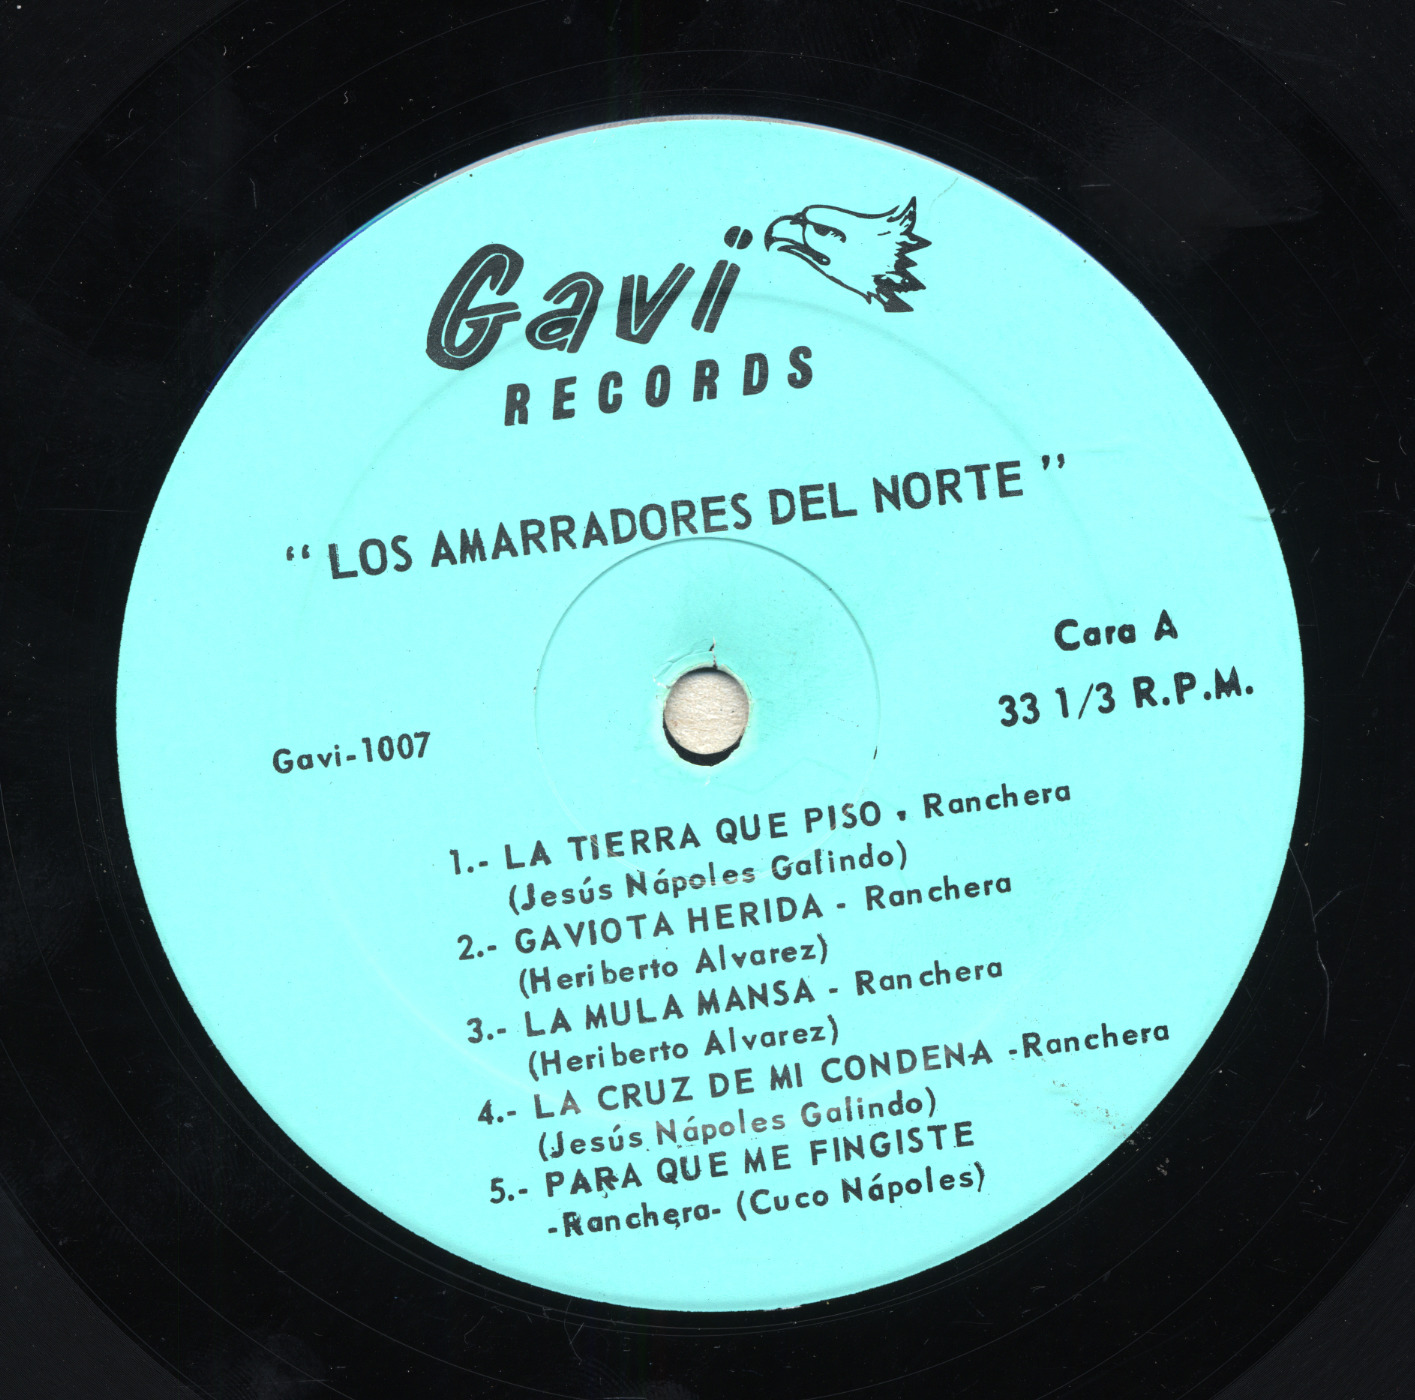 Gavi
RECORDS
“ LOS AMARRADORES DEL NORTE ”
Cara A
33 1/3 R.P.M.
Gavi-1007
1.- LA TIERRA QUE PISO . Ranchera
(Jesús Nápoles Galindo)
2.- GAVIOTA HERIDA - Ranchera
(Heriberto Alvarez)
3.- LA MULA MANSA - Ranchera
(Heriberto Alvarez)
4.- LA CRUZ DE MI CONDENA -Ranchera
(Jesús Nápoles Galindo)
5.- PARA QUE ME FINGISTE
-Ranchera- (Cuco Nápoles)